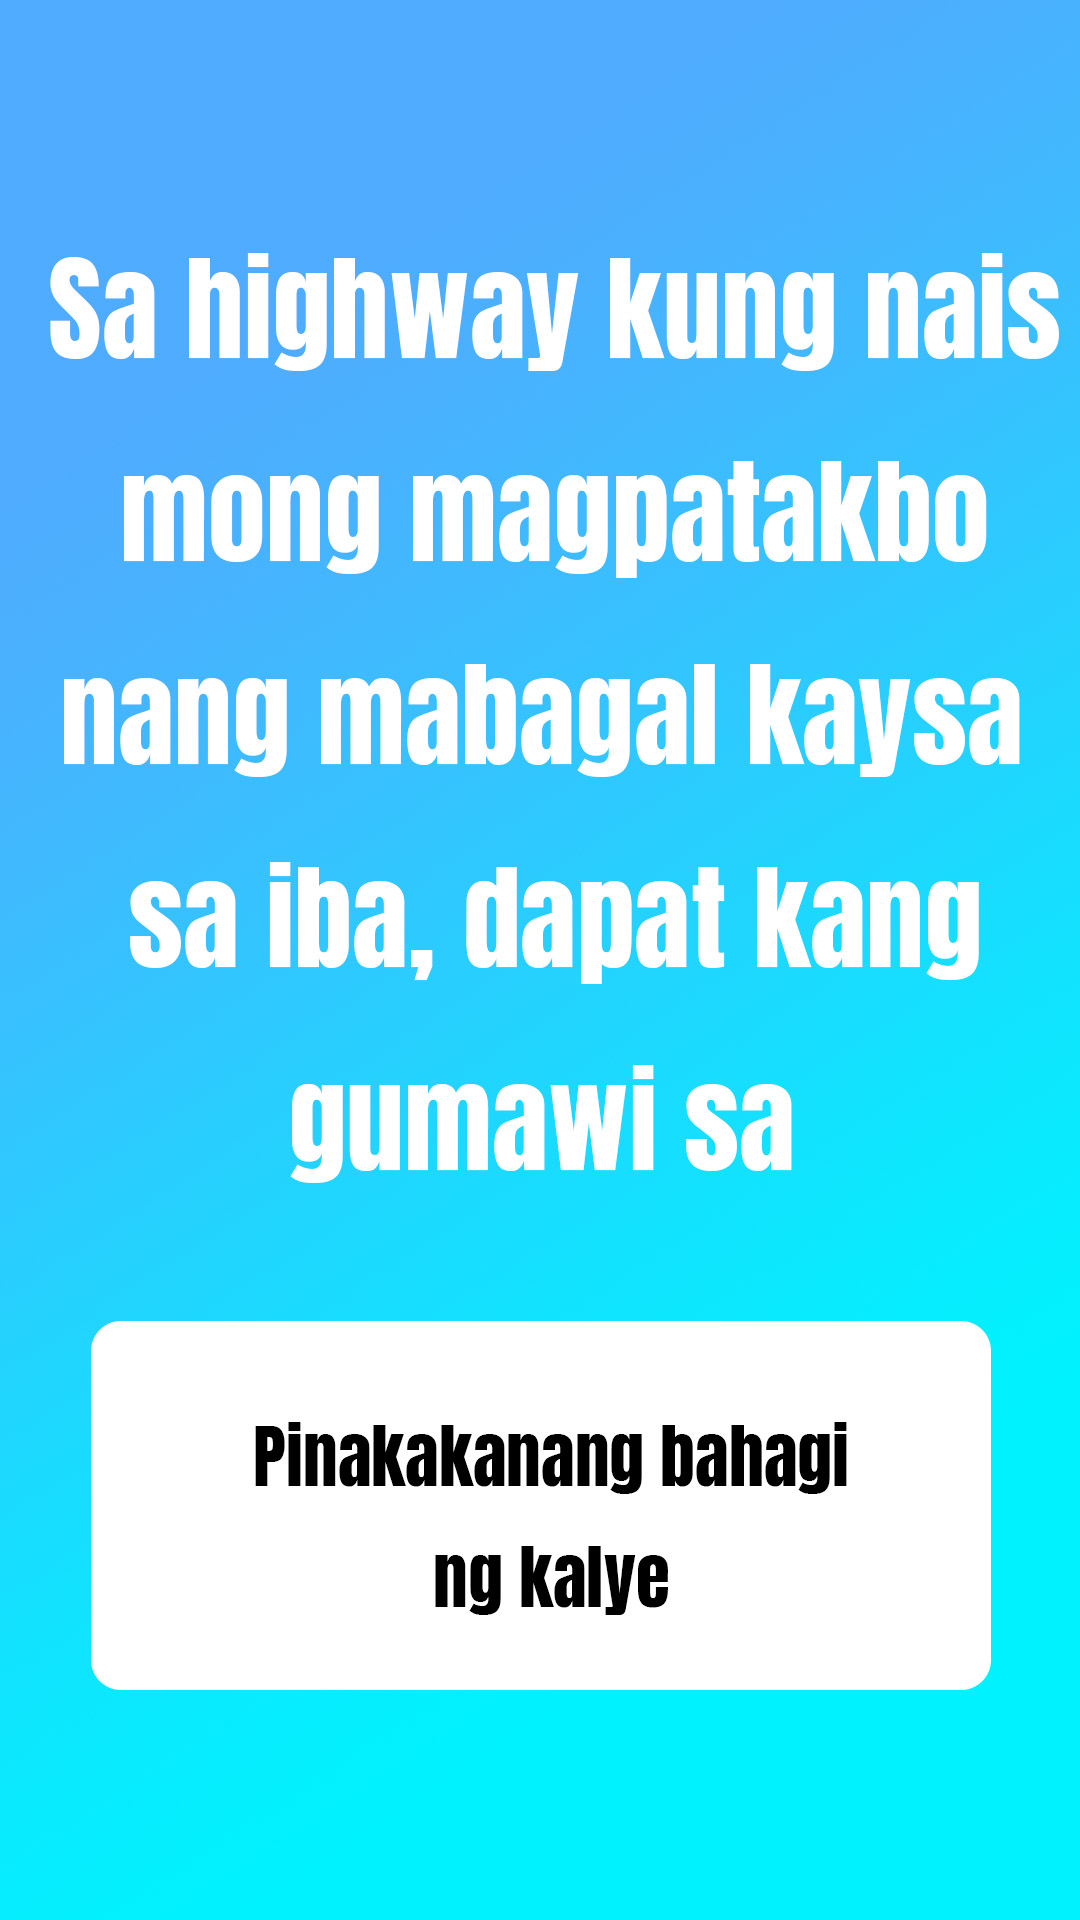 Sa highway kung nais
mong magpatakbo
nang mabagal kaysa
sa iba, dapat kang
gumawi sa
Pinakakanang bahagi
ng kalye